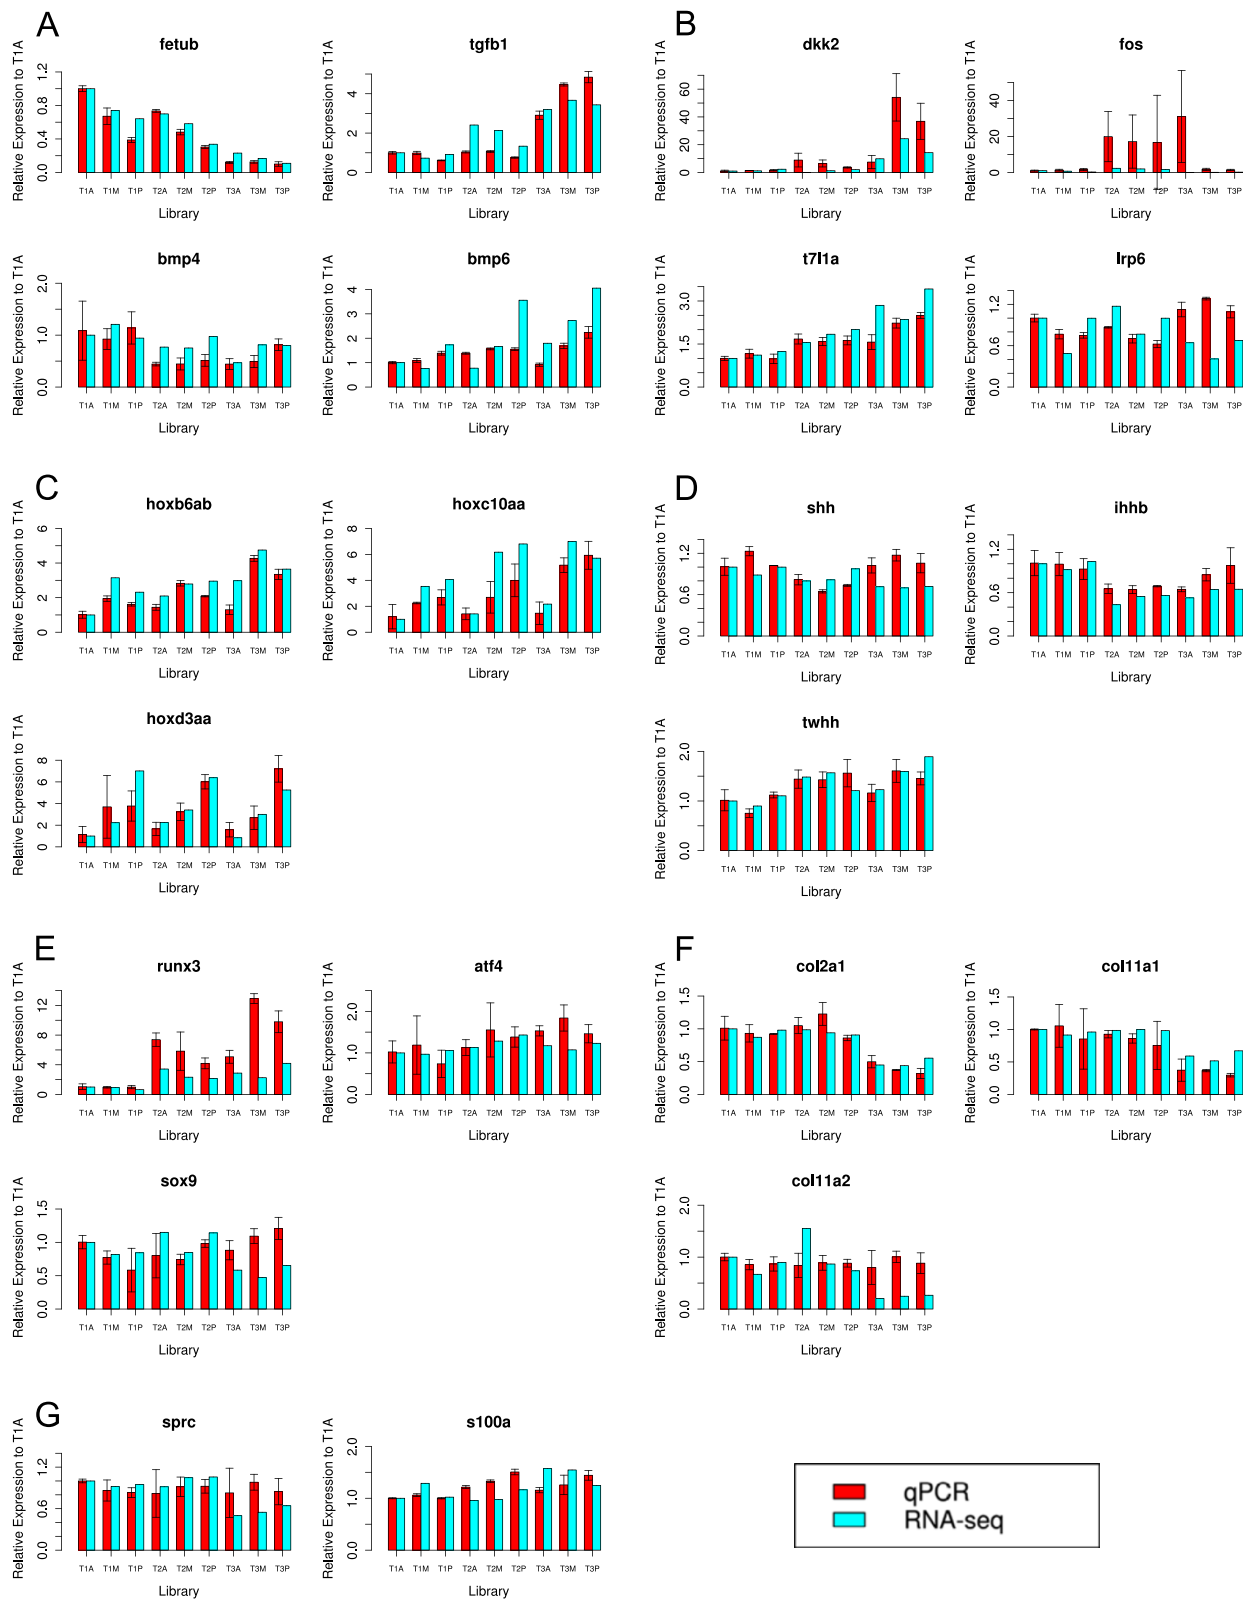 A
B
fetub
tgfb1
dkk2
fos
Relative Expression to T1A
0.0 0.4 0.8 1.2
T1A T1M T1P T2A T2M T2P T3A T3M T3P
Library
Relative Expression to T1A
0 2 4
T1A T1M T1P T2A T2M T2P T3A T3M T3P
Library
Relative Expression to T1A
0 20 40 60
T1A T1M T1P T2A T2M T2P T3A T3M T3P
Library
Relative Expression to T1A
0 20 40
T1A T1M T1P T2A T2M T2P T3A T3M T3P
Library
bmp4
bmp6
t7l1a
lrp6
Relative Expression to T1A
0.0 1.0 2.0
T1A T1M T1P T2A T2M T2P T3A T3M T3P
Library
Relative Expression to T1A
0 1 2 3 4
T1A T1M T1P T2A T2M T2P T3A T3M T3P
Library
Relative Expression to T1A
0.0 1.5 3.0
T1A T1M T1P T2A T2M T2P T3A T3M T3P
Library
Relative Expression to T1A
0.0 0.6 1.2
T1A T1M T1P T2A T2M T2P T3A T3M T3P
Library
C
D
hoxb6ab
hoxc10aa
shh
ihhb
Relative Expression to T1A
0 2 4 6
T1A T1M T1P T2A T2M T2P T3A T3M T3P
Library
Relative Expression to T1A
0 2 4 6 8
T1A T1M T1P T2A T2M T2P T3A T3M T3P
Library
Relative Expression to T1A
0.0 0.6 1.2
T1A T1M T1P T2A T2M T2P T3A T3M T3P
Library
Relative Expression to T1A
0.0 0.6 1.2
T1A T1M T1P T2A T2M T2P T3A T3M T3P
Library
hoxd3aa
twhh
Relative Expression to T1A
0 2 4 6 8
T1A T1M T1P T2A T2M T2P T3A T3M T3P
Library
Relative Expression to T1A
0.0 1.0 2.0
T1A T1M T1P T2A T2M T2P T3A T3M T3P
Library
E
F
runx3
atf4
col2a1
col11a1
Relative Expression to T1A
0 4 8 12
T1A T1M T1P T2A T2M T2P T3A T3M T3P
Library
Relative Expression to T1A
0.0 1.0 2.0
T1A T1M T1P T2A T2M T2P T3A T3M T3P
Library
Relative Expression to T1A
0.0 0.5 1.0 1.5
T1A T1M T1P T2A T2M T2P T3A T3M T3P
Library
Relative Expression to T1A
0.0 0.5 1.0 1.5
T1A T1M T1P T2A T2M T2P T3A T3M T3P
Library
sox9
col11a2
Relative Expression to T1A
0.0 0.5 1.0 1.5
T1A T1M T1P T2A T2M T2P T3A T3M T3P
Library
Relative Expression to T1A
0.0 1.0 2.0
T1A T1M T1P T2A T2M T2P T3A T3M T3P
Library
G
sprc
s100a
Relative Expression to T1A
0.0 0.6 1.2
T1A T1M T1P T2A T2M T2P T3A T3M T3P
Library
Relative Expression to T1A
0.0 1.0 2.0
T1A T1M T1P T2A T2M T2P T3A T3M T3P
Library
qPCR
RNA-seq